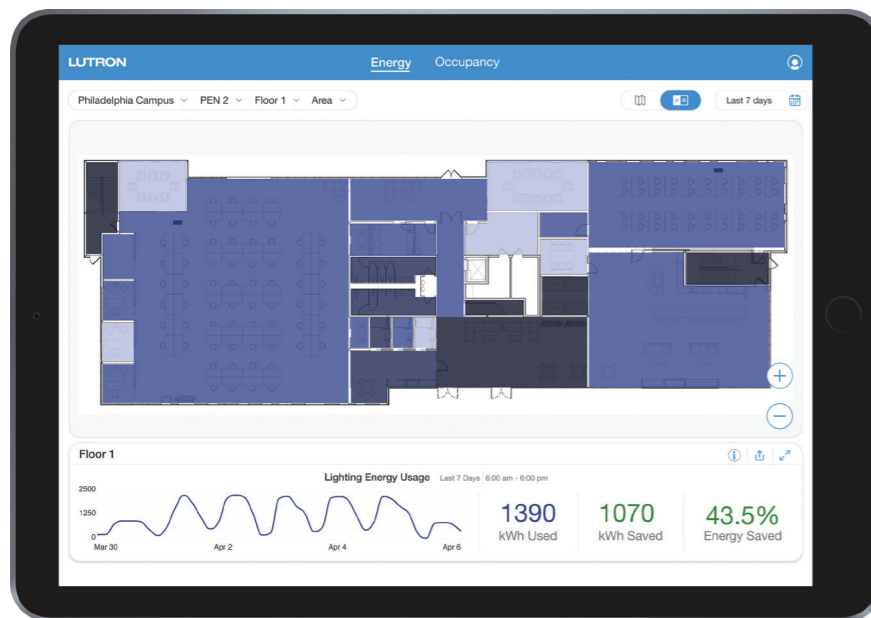 LUTRON
Energy Occupancy
Philadelphia Campus PEN 2 Floor 1 Area
Last 7 days
Floor 1
Lighting Energy Usage Last 7 Days 6:00 am - 6:00 pm
2500
1250
0
Mar 30 Apr 2 Apr 4 Apr 6
1390
kWh Used
1070
kWh Saved
43.5%
Energy Saved